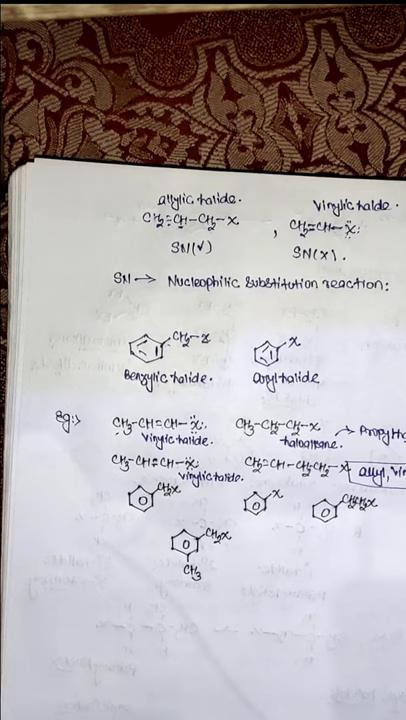 allylic halide. vinylic halde.
CH2=CH-CH2-X , CH2=CH-Ẍ:
SN(✓) SN(X).
SN → Nucleophilic substitution reaction:
CH2-X X
Benzylic halide. aryl halide
Eg:→ CH3-CH=CH-Ẍ: CH3-CH2-CH2-X →
vinylic halide. haloalkane.
CH3-CH=CH-Ẍ: CH2=CH-CH2CH2-X allyl,
vinylic halide.
CH2X X CH2CH2X
CH2X
CH3